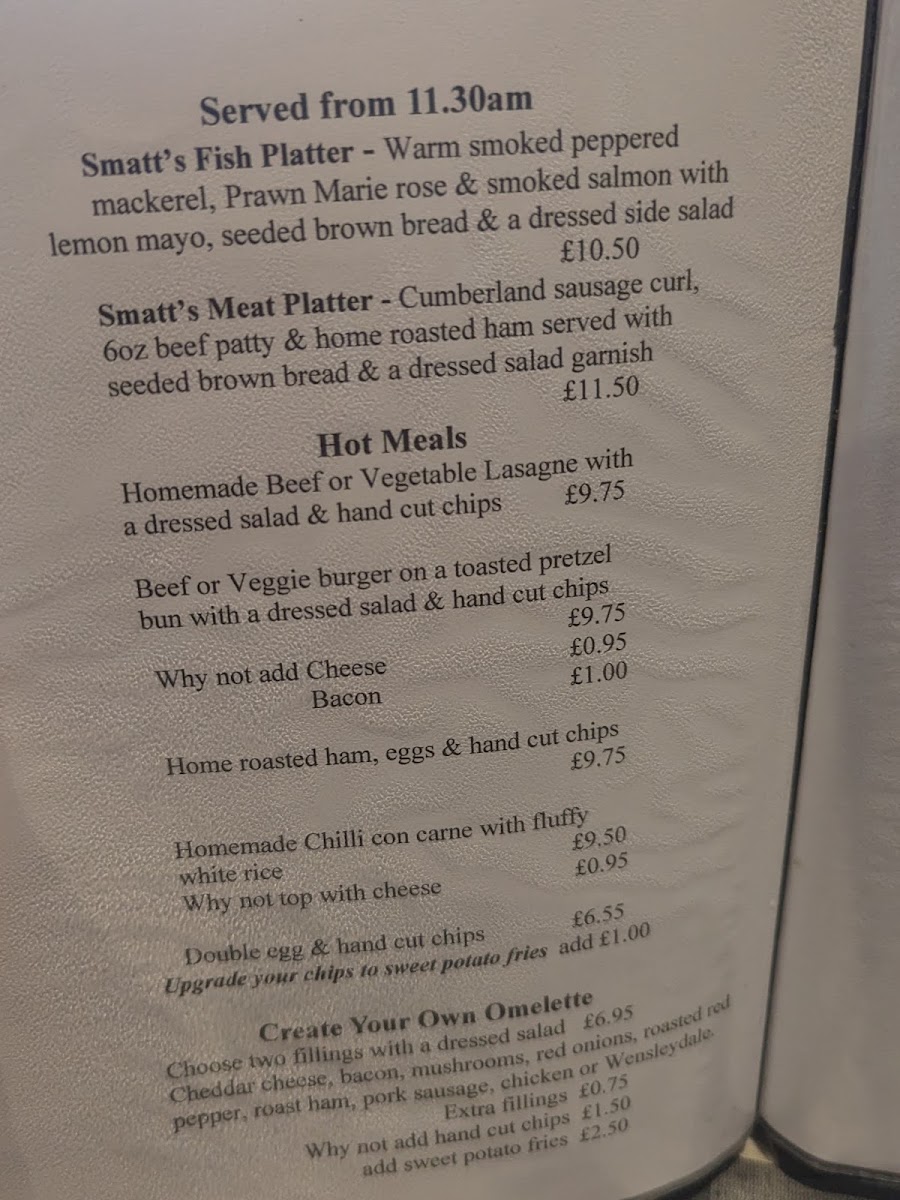 Served from 11.30am
Smatt's Fish Platter - Warm smoked peppered
mackerel, Prawn Marie rose & smoked salmon with
lemon mayo, seeded brown bread & a dressed side salad
£10.50
Smatt's Meat Platter - Cumberland sausage curl,
6oz beef patty & home roasted ham served with
seeded brown bread & a dressed salad garnish
£11.50
Hot Meals
Homemade Beef or Vegetable Lasagne with
a dressed salad & hand cut chips £9.75
Beef or Veggie burger on a toasted pretzel
bun with a dressed salad & hand cut chips
£9.75
Why not add Cheese £0.95
Bacon £1.00
Home roasted ham, eggs & hand cut chips
£9.75
Homemade Chilli con carne with fluffy
white rice £9.50
Why not top with cheese £0.95
Double egg & hand cut chips £6.55
Upgrade your chips to sweet potato fries add £1.00
Create Your Own Omelette
Choose two fillings with a dressed salad £6.95
Cheddar cheese, bacon, mushrooms, red onions, roasted red
pepper, roast ham, pork sausage, chicken or Wensleydale.
Extra fillings £0.75
Why not add hand cut chips £1.50
add sweet potato fries £2.50